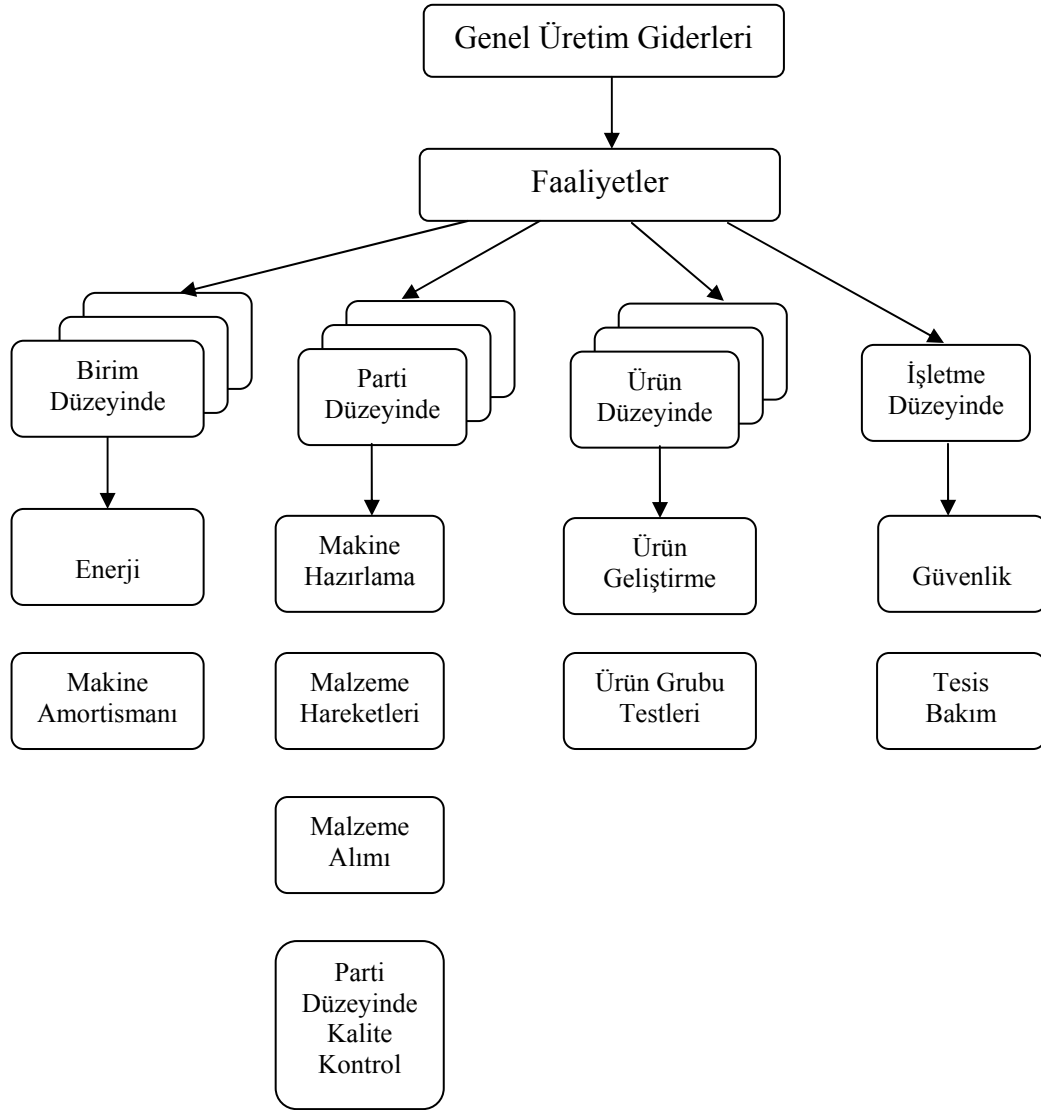 Genel Üretim Giderleri
Faaliyetler
Birim
Düzeyinde
Parti
Düzeyinde
Ürün
Düzeyinde
İşletme
Düzeyinde
Enerji
Makine
Hazırlama
Ürün
Geliştirme
Güvenlik
Makine
Amortismanı
Malzeme
Hareketleri
Ürün Grubu
Testleri
Tesis
Bakım
Malzeme
Alımı
Parti
Düzeyinde
Kalite
Kontrol